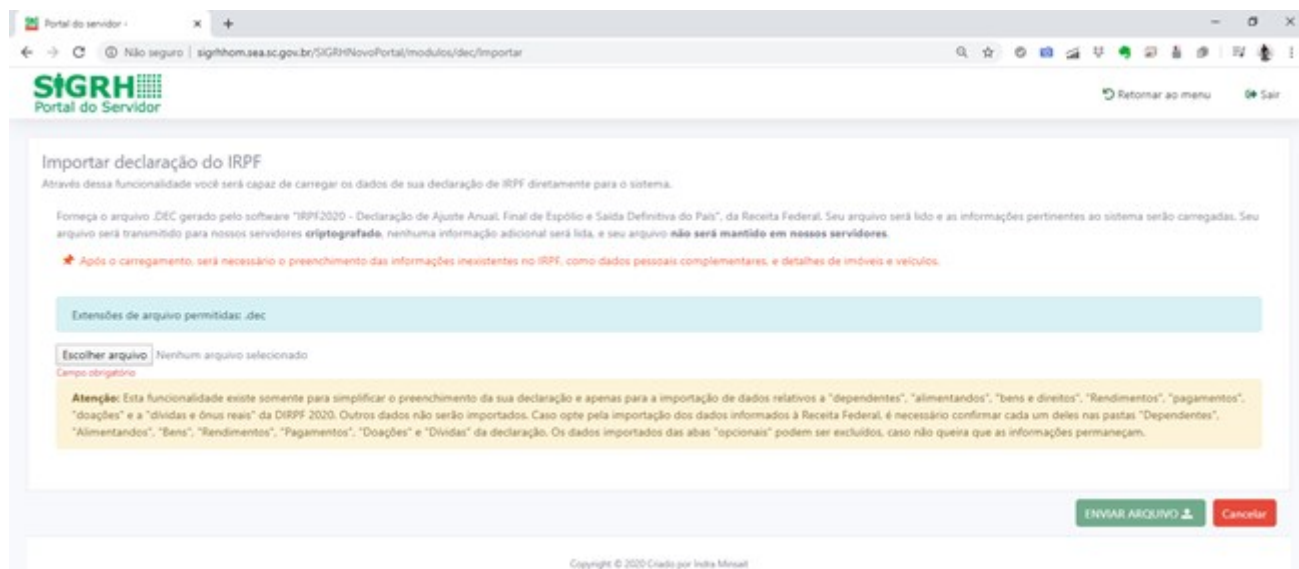 Portal do servidor -
Não seguro | sigrhhom.sea.sc.gov.br/SIGRHNovoPortal/modulos/dec/importar
SIGRH
Portal do Servidor
Retornar ao menu
Sair
Importar declaração do IRPF
Através dessa funcionalidade você será capaz de carregar os dados de sua declaração de IRPF diretamente para o sistema.
Forneça o arquivo .DEC gerado pelo software "IRPF2020 - Declaração de Ajuste Anual, Final de Espólio e Saída Definitiva do País", da Receita Federal. Seu arquivo será lido e as informações pertinentes ao sistema serão carregadas. Seu
arquivo será transmitido para nossos servidores criptografado, nenhuma informação adicional será lida, e seu arquivo não será mantido em nossos servidores.
Após o carregamento, será necessário o preenchimento das informações inexistentes no IRPF, como dados pessoais complementares, e detalhes de imóveis e veículos.
Extensões de arquivo permitidas: .dec
Escolher arquivo Nenhum arquivo selecionado
Campo obrigatório
Atenção: Esta funcionalidade existe somente para simplificar o preenchimento da sua declaração e apenas para a importação de dados relativos a "dependentes", "alimentandos", "bens e direitos", "Rendimentos", "pagamentos",
"doações" e a "dívidas e ônus reais" da DIRPF 2020. Outros dados não serão importados. Caso opte pela importação dos dados informados à Receita Federal, é necessário confirmar cada um deles nas pastas "Dependentes",
"Alimentandos", "Bens", "Rendimentos", "Pagamentos", "Doações" e "Dívidas" da declaração. Os dados importados das abas "opcionais" podem ser excluídos, caso não queira que as informações permaneçam.
ENVIAR ARQUIVO
Cancelar
Copyright © 2020 Criado por Indra Minsait